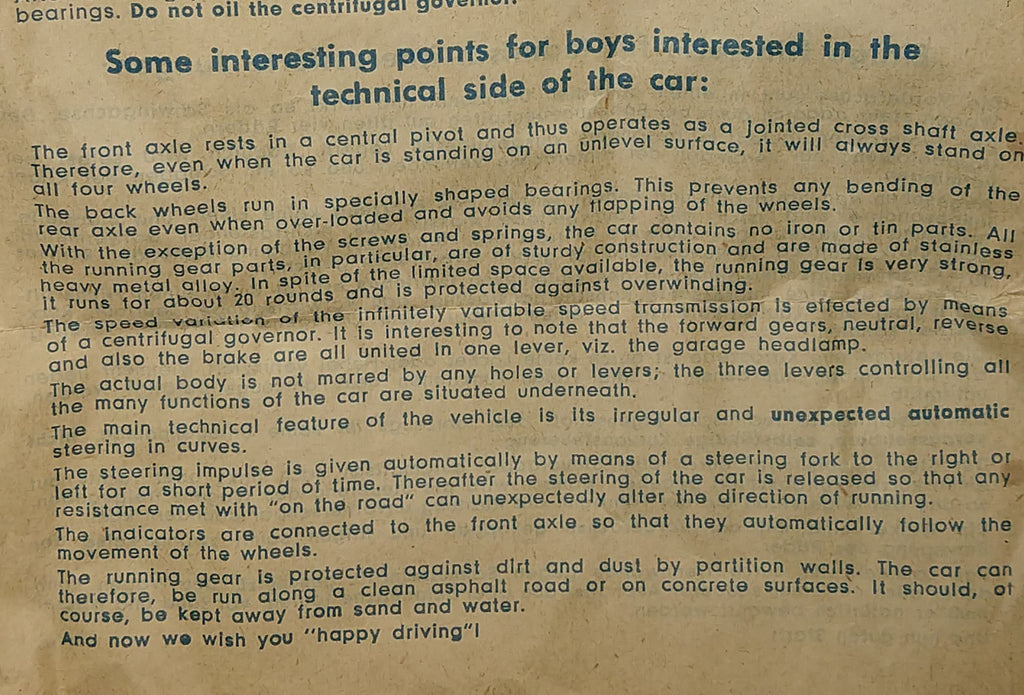 bearings. Do not oil the centrifugal governor.
Some interesting points for boys interested in the
technical side of the car:
The front axle rests in a central pivot and thus operates as a jointed cross shaft axle.
Therefore, even when the car is standing on an unlevel surface, it will always stand on
all four wheels.
The back wheels run in specially shaped bearings. This prevents any bending of the
rear axle even when over-loaded and avoids any flapping of the wheels.
With the exception of the screws and springs, the car contains no iron or tin parts. All
the running gear parts, in particular, are of sturdy construction and are made of stainless
heavy metal alloy. In spite of the limited space available, the running gear is very strong,
it runs for about 20 rounds and is protected against overwinding.
The speed variation of the infinitely variable speed transmission is effected by means
of a centrifugal governor. It is interesting to note that the forward gears, neutral, reverse
and also the brake are all united in one lever, viz. the garage headlamp.
The actual body is not marred by any holes or levers; the three levers controlling all
the many functions of the car are situated underneath.
The main technical feature of the vehicle is its irregular and unexpected automatic
steering in curves.
The steering impulse is given automatically by means of a steering fork to the right or
left for a short period of time. Thereafter the steering of the car is released so that any
resistance met with "on the road" can unexpectedly alter the direction of running.
The indicators are connected to the front axle so that they automatically follow the
movement of the wheels.
The running gear is protected against dirt and dust by partition walls. The car can
therefore, be run along a clean asphalt road or on concrete surfaces. It should, of
course, be kept away from sand and water.
And now we wish you "happy driving"!